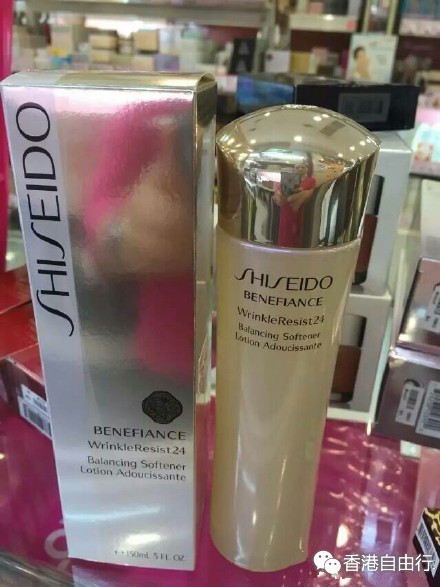 SHISEIDO
BENEFIANCE
WrinkleResist24
Balancing Softener
Lotion Adoucissante
150mL 5 FL. OZ.
SHISEIDO
BENEFIANCE
WrinkleResist24
Balancing Softener
Lotion Adoucissante
香港自由行